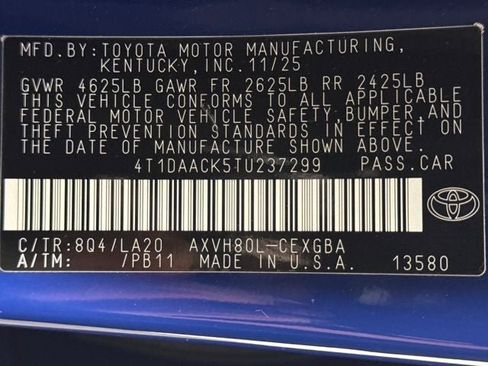 MFD.BY: TOYOTA MOTOR MANUFACTURING,
KENTUCKY, INC. 11/25
GVWR 4625LB GAWR FR 2625LB RR 2425LB
THIS VEHICLE CONFORMS TO ALL APPLICABLE
FEDERAL MOTOR VEHICLE SAFETY, BUMPER, AND
THEFT PREVENTION STANDARDS IN EFFECT ON
THE DATE OF MANUFACTURE SHOWN ABOVE.
4T1DAACK5TU237299 PASS.CAR
C/TR:8Q4/LA20 AXVH80L-CEXGBA
A/TM: /PB11 MADE IN U.S.A. 13580